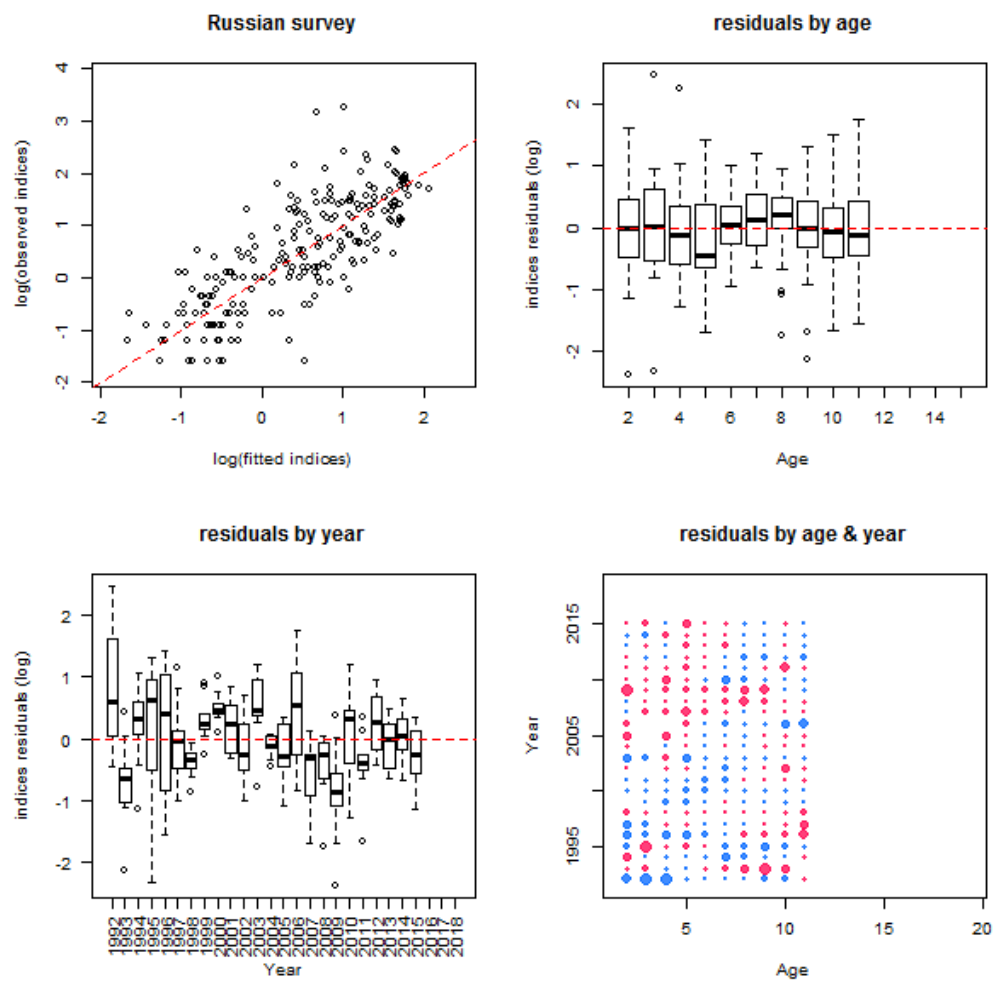 Russian survey
log(observed indices)
4
3
2
1
0
-1
-2
-2 -1 0 1 2
log(fitted indices)
residuals by age
indices residuals (log)
2
1
0
-1
-2
2 4 6 8 10 12 14
Age
residuals by year
indices residuals (log)
2
1
0
-1
-2
1992 1993 1994 1995 1996 1997 1998 1999 2000 2001 2002 2003 2004 2005 2006 2007 2008 2009 2010 2011 2012 2013 2014 2015 2016 2017 2018
Year
residuals by age & year
Year
2015
2005
1995
5 10 15 20
Age